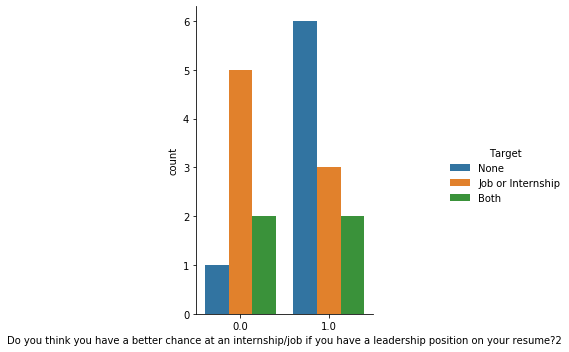 6
5
4
3
2
1
0
count
0.0 1.0
Target
None
Job or Internship
Both
Do you think you have a better chance at an internship/job if you have a leadership position on your resume?2